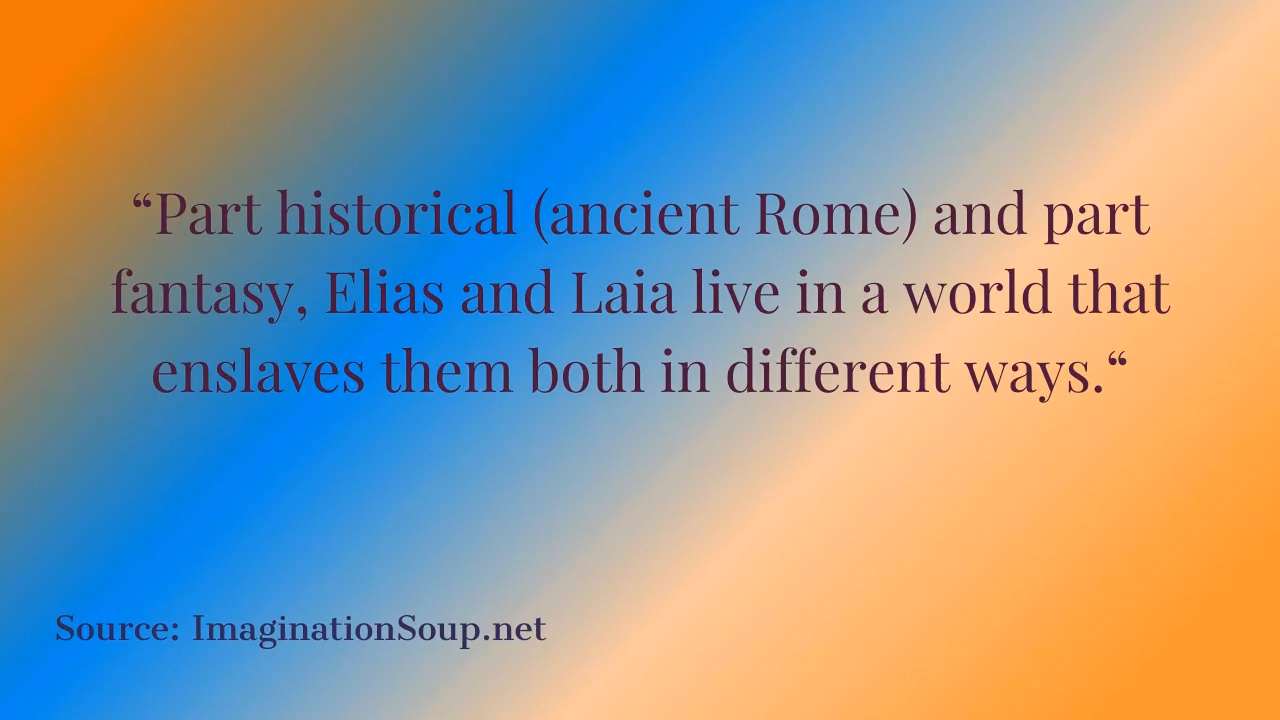 “Part historical (ancient Rome) and part
fantasy, Elias and Laia live in a world that
enslaves them both in different ways.“
Source: ImaginationSoup.net